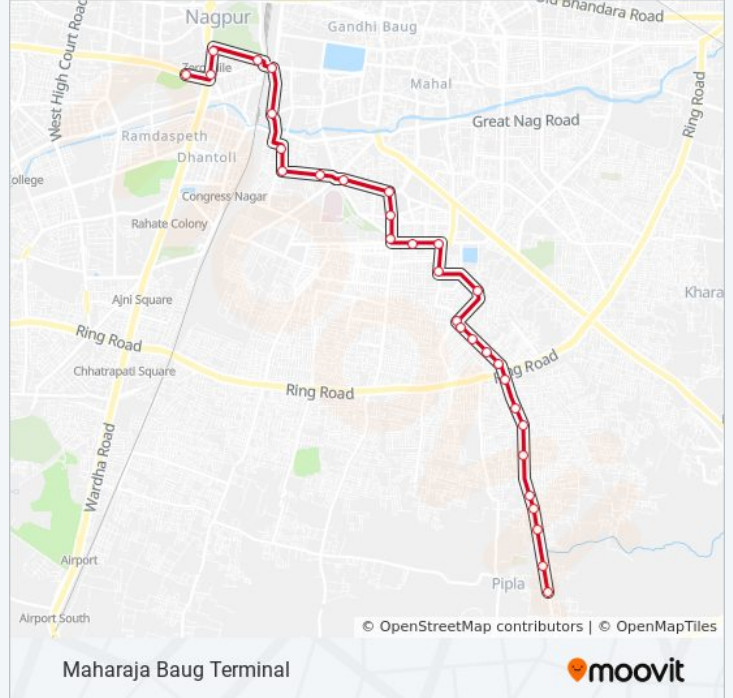 Old Bhandara Road
Nagpur
Gandhi Baug
West High Court Road
Zero Mile
Mahal
Ring Road
Great Nag Road
Ramdaspeth
Dhantoli
ollege
Congress Nagar
Rahate Colony
Khara
Ajni Square
Ring Road
Chhatrapati Square
Ring Road
Ring Road
Wardha Road
Airport
Pipla
Airport South
© OpenStreetMap contributors | © OpenMapTiles
Maharaja Baug Terminal
moovit